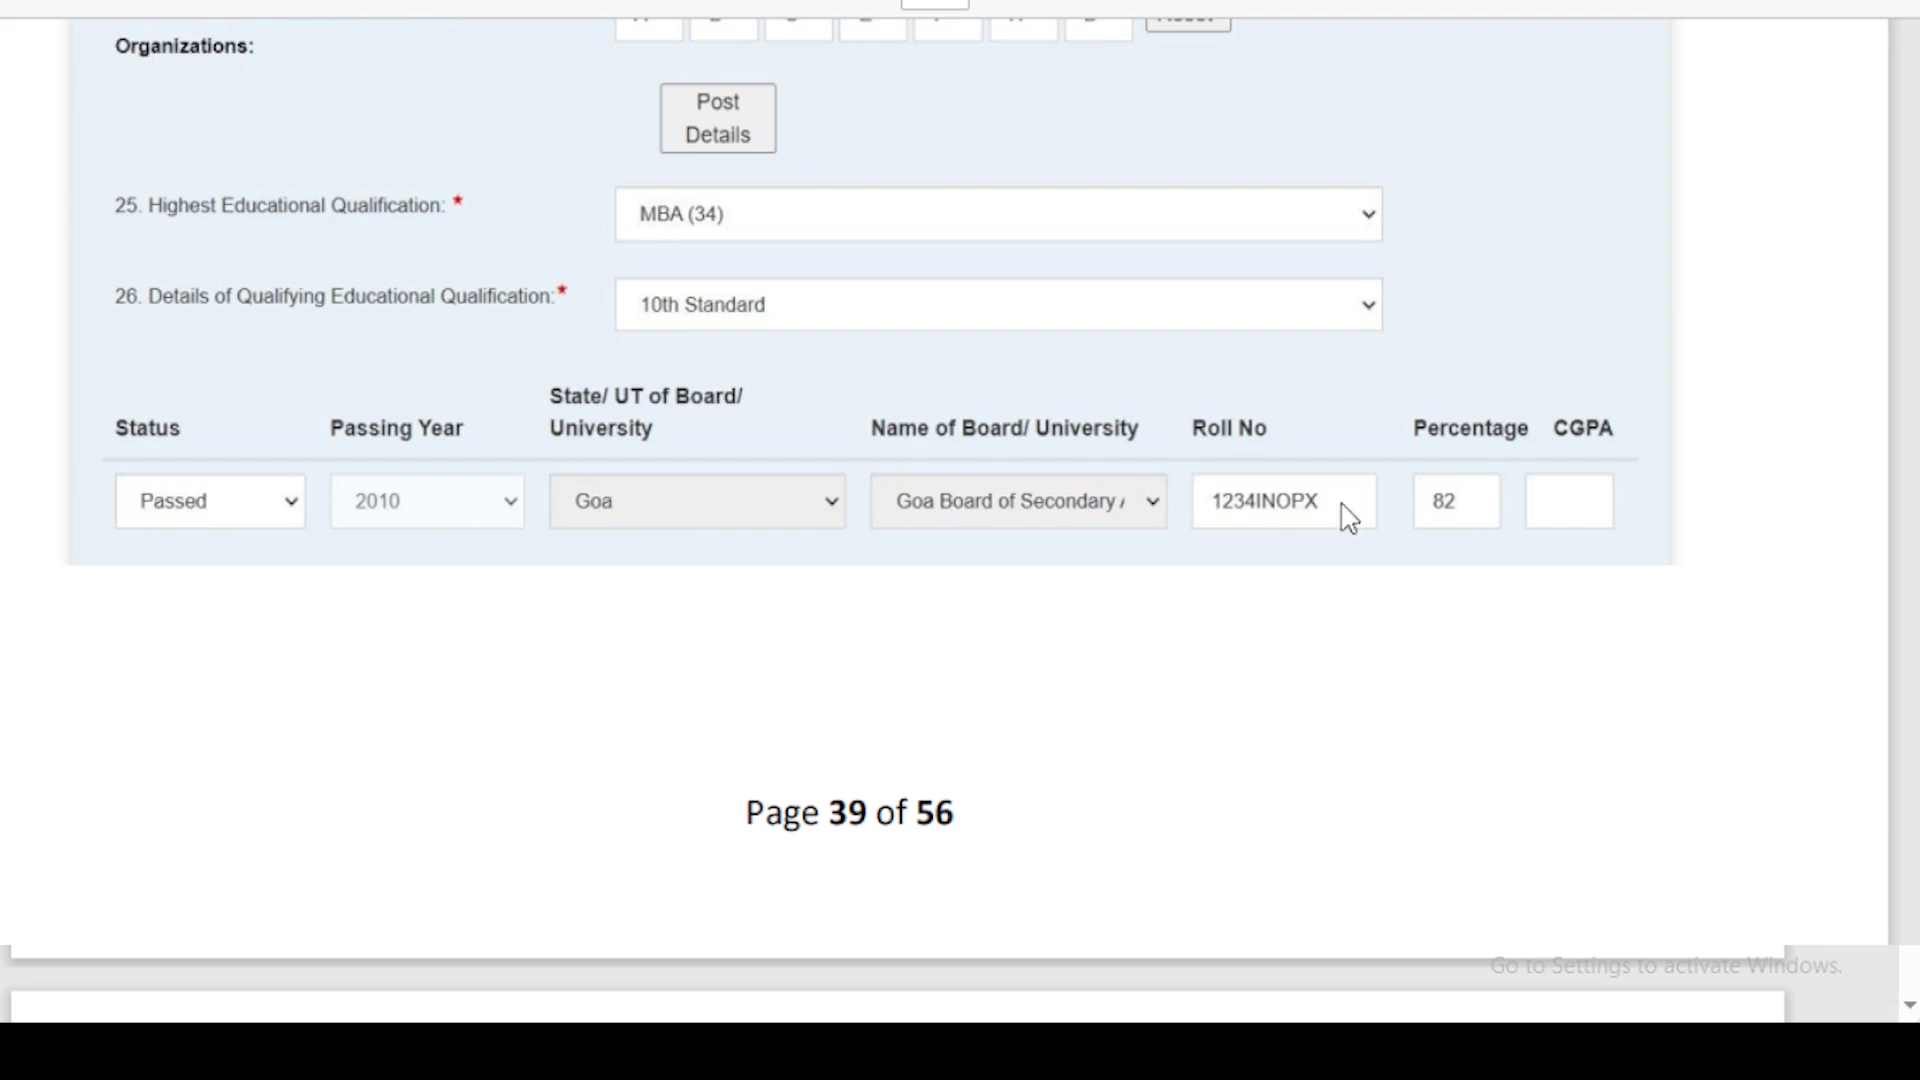 Organizations:
Post
Details
25. Highest Educational Qualification: *
MBA (34)
26. Details of Qualifying Educational Qualification:*
10th Standard
State/ UT of Board/
Status Passing Year University Name of Board/ University Roll No Percentage CGPA
Passed 2010 Goa Goa Board of Secondary 1234INOPX 82
Page 39 of 56
Go to Settings to activate Windows.